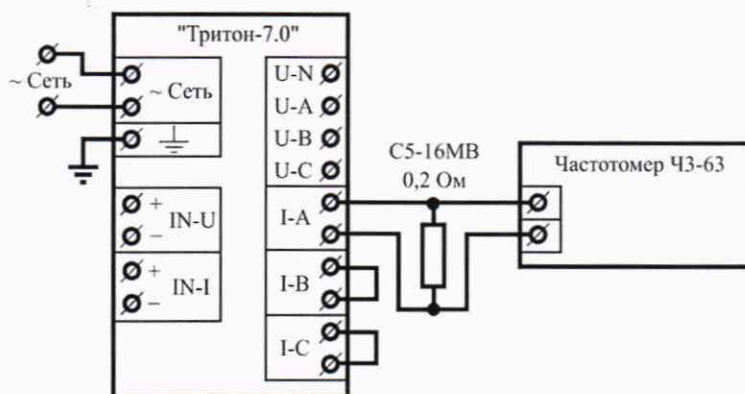 "Тритон-7.0"
~ Сеть
~ Сеть
U-N
U-A
U-B
U-C
С5-16МВ
0,2 Ом
Частотомер Ч3-63
+
IN-U
−
I-A
+
IN-I
−
I-B
I-C